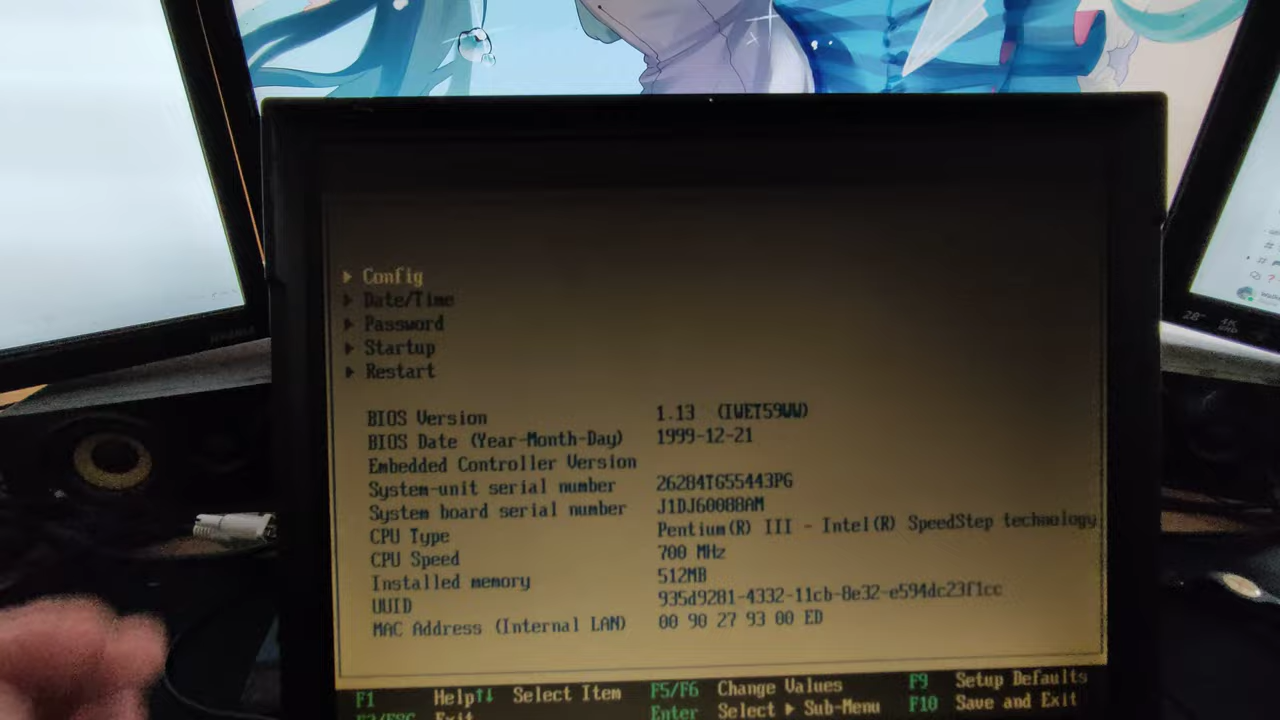 Config
Date/Time
Password
Startup
Restart
BIOS Version 1.13 (IWET59WW)
BIOS Date (Year-Month-Day) 1999-12-21
Embedded Controller Version
System-unit serial number 26284TG55443PG
System board serial number J1DJ60088AM
CPU Type Pentium(R) III - Intel(R) SpeedStep technology
CPU Speed 700 MHz
Installed memory 512MB
UUID 935d9281-4332-11cb-8e32-e594dc23f1cc
MAC Address (Internal LAN) 00 90 27 93 00 ED
F1 Help ↑↓ Select Item F5/F6 Change Values F9 Setup Defaults
Exit Enter Select ▶ Sub-Menu F10 Save and Exit
28"
4K